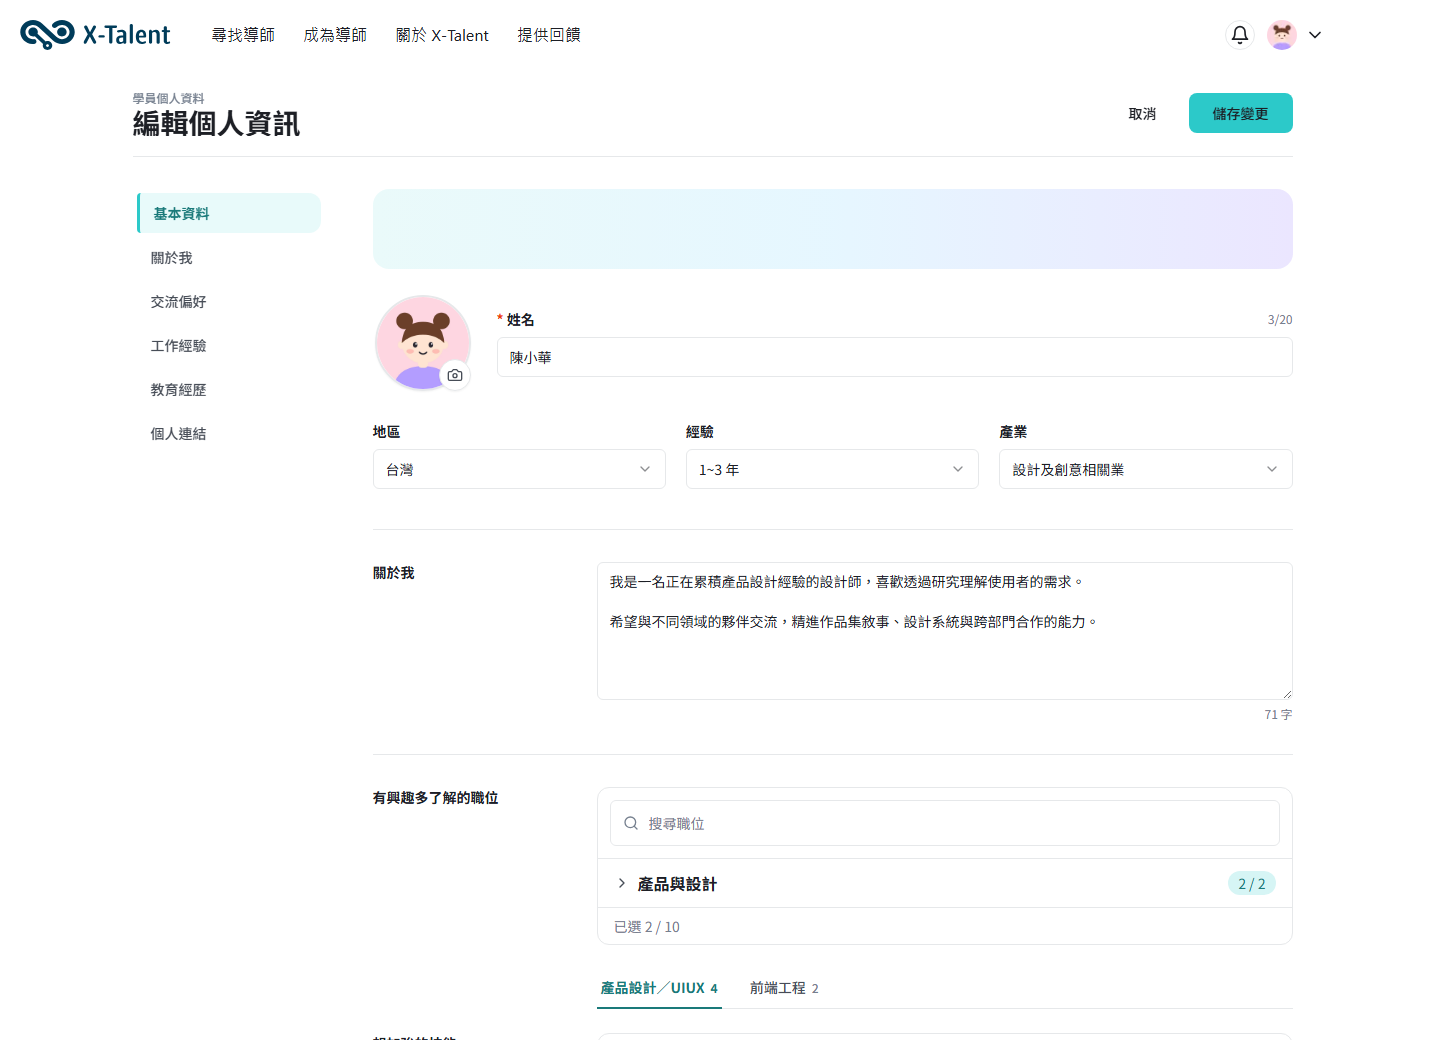 X-Talent
尋找導師
成為導師
關於 X-Talent
提供回饋
學員個人資料
編輯個人資訊
取消
儲存變更
基本資料
關於我
交流偏好
工作經驗
教育經歷
個人連結
* 姓名
3/20
陳小華
地區
經驗
產業
台灣
1~3 年
設計及創意相關業
關於我
我是一名正在累積產品設計經驗的設計師，喜歡透過研究理解使用者的需求。
希望與不同領域的夥伴交流，精進作品集敘事、設計系統與跨部門合作的能力。
71 字
有興趣多了解的職位
搜尋職位
產品與設計
2 / 2
已選 2 / 10
產品設計／UIUX 4
前端工程 2